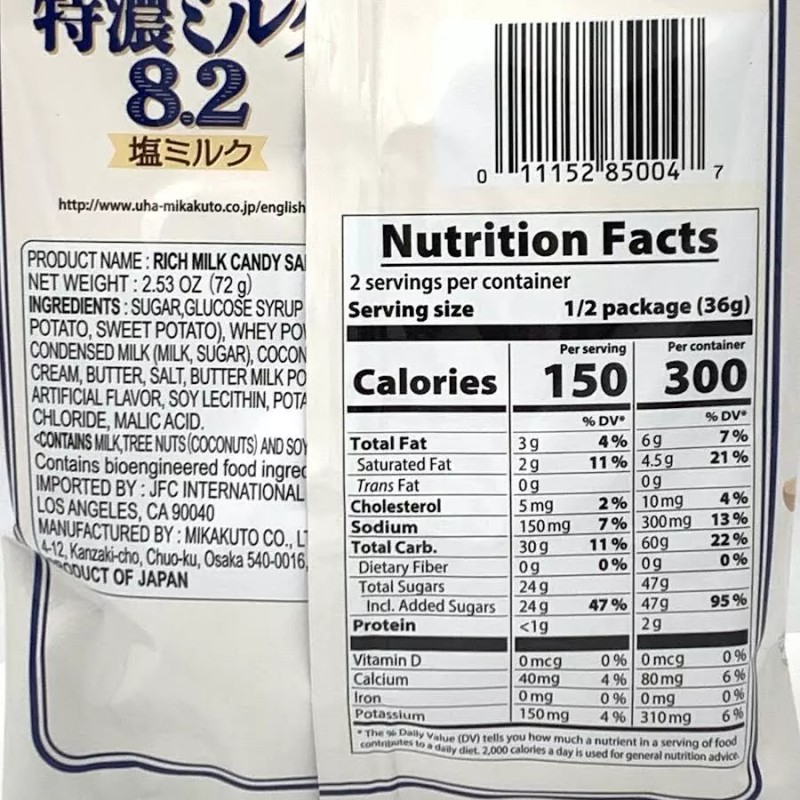 特濃ミルク
8.2
塩ミルク
http://www.uha-mikakuto.co.jp/english
PRODUCT NAME : RICH MILK CANDY
NET WEIGHT : 2.53 OZ (72 g)
INGREDIENTS : SUGAR,GLUCOSE SYRUP
POTATO, SWEET POTATO), WHEY
CONDENSED MILK (MILK, SUGAR),
CREAM, BUTTER, SALT, BUTTER MILK
ARTIFICIAL FLAVOR, SOY LECITHIN,
CHLORIDE, MALIC ACID.
<CONTAINS MILK,TREE NUTS (COCONUTS) AND SOY
Contains bioengineered food
IMPORTED BY : JFC INTERNATIONAL
LOS ANGELES, CA 90040
MANUFACTURED BY : MIKAKUTO CO.,
4-12, Kanzaki-cho, Chuo-ku, Osaka 540-0016,
PRODUCT OF JAPAN
0 11152 85004 7
Nutrition Facts
2 servings per container
Serving size 1/2 package (36g)
Per serving Per container
Calories 150 300
% DV* % DV*
Total Fat 3g 4% 6g 7%
Saturated Fat 2g 11% 4.5g 21%
Trans Fat 0g 0g
Cholesterol 5mg 2% 10mg 4%
Sodium 150mg 7% 300mg 13%
Total Carb. 30g 11% 60g 22%
Dietary Fiber 0g 0% 0g 0%
Total Sugars 24g 47g
Incl. Added Sugars 24g 47% 47g 95%
Protein <1g 2g
Vitamin D 0mcg 0% 0mcg 0%
Calcium 40mg 4% 80mg 6%
Iron 0mg 0% 0mg 0%
Potassium 150mg 4% 310mg 6%
* The % Daily Value (DV) tells you how much a nutrient in a serving of food
contributes to a daily diet. 2,000 calories a day is used for general nutrition advice.